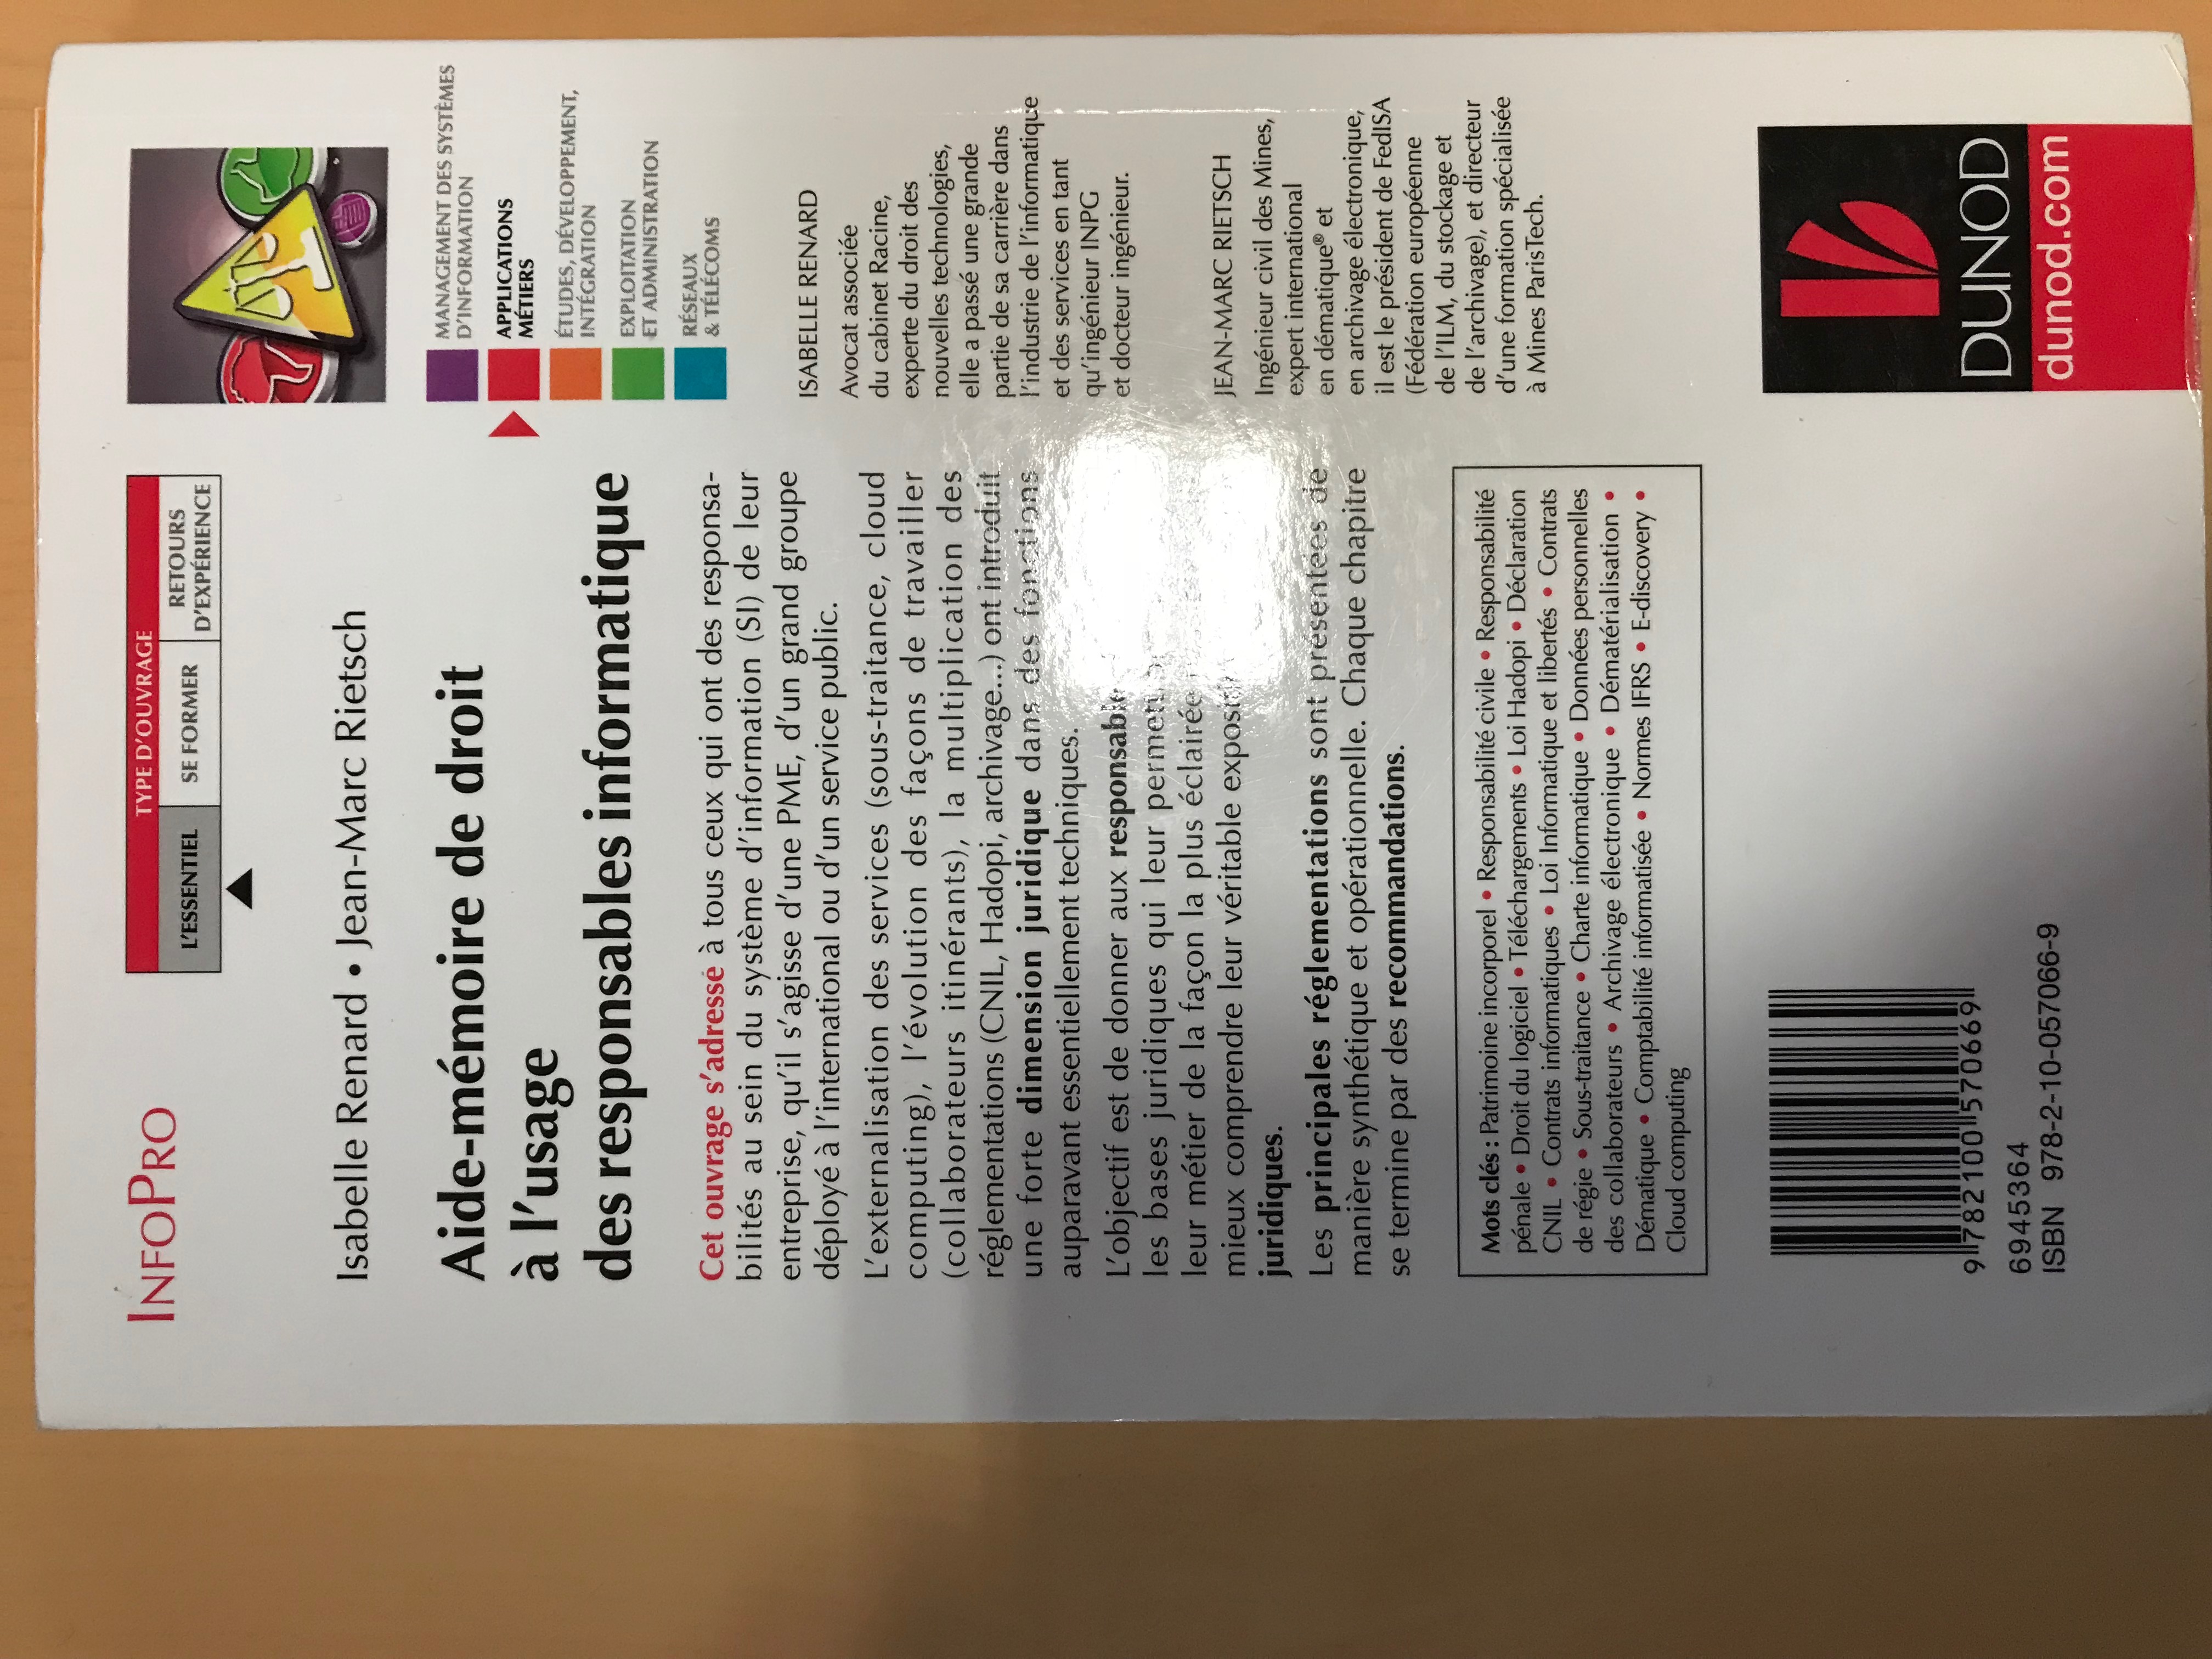 INFOPRO
TYPE D'OUVRAGE
L'ESSENTIEL
SE FORMER
RETOURS
D'EXPÉRIENCE
Isabelle Renard • Jean-Marc Rietsch
Aide-mémoire de droit
à l'usage
des responsables informatique
Cet ouvrage s'adresse à tous ceux qui ont des responsa-
bilités au sein du système d'information (SI) de leur
entreprise, qu'il s'agisse d'une PME, d'un grand groupe
déployé à l'international ou d'un service public.
L'externalisation des services (sous-traitance, cloud
computing), l'évolution des façons de travailler
(collaborateurs itinérants), la multiplication des
réglementations (CNIL, Hadopi, archivage...) ont introduit
une forte dimension juridique dans des fonctions
auparavant essentiellement techniques.
L'objectif est de donner aux
les bases juridiques qui leur
leur métier de la façon la plus éclairée
mieux comprendre leur véritable
juridiques.
Les principales réglementations sont présentées de
manière synthétique et opérationnelle. Chaque chapitre
se termine par des recommandations.
Mots clés : Patrimoine incorporel • Responsabilité civile • Responsabilité
pénale • Droit du logiciel • Téléchargements • Loi Hadopi • Déclaration
CNIL • Contrats informatiques • Loi Informatique et libertés • Contrats
de régie • Sous-traitance • Charte informatique • Données personnelles
des collaborateurs • Archivage électronique • Dématérialisation •
Dématique • Comptabilité informatisée • Normes IFRS • E-discovery •
Cloud computing
9 782100 570669
6945364
ISBN 978-2-10-057066-9
MANAGEMENT DES SYSTÈMES
D'INFORMATION
APPLICATIONS
MÉTIERS
ÉTUDES, DÉVELOPPEMENT,
INTÉGRATION
EXPLOITATION
ET ADMINISTRATION
RÉSEAUX
& TÉLÉCOMS
ISABELLE RENARD
Avocat associée
du cabinet Racine,
experte du droit des
nouvelles technologies,
elle a passé une grande
partie de sa carrière dans
l'industrie de l'informatique
et des services en tant
qu'ingénieur INPG
et docteur ingénieur.
JEAN-MARC RIETSCH
Ingénieur civil des Mines,
expert international
en dématique® et
en archivage électronique,
il est le président de FedISA
(Fédération européenne
de l'ILM, du stockage et
de l'archivage), et directeur
d'une formation spécialisée
à Mines ParisTech.
DUNOD
dunod.com